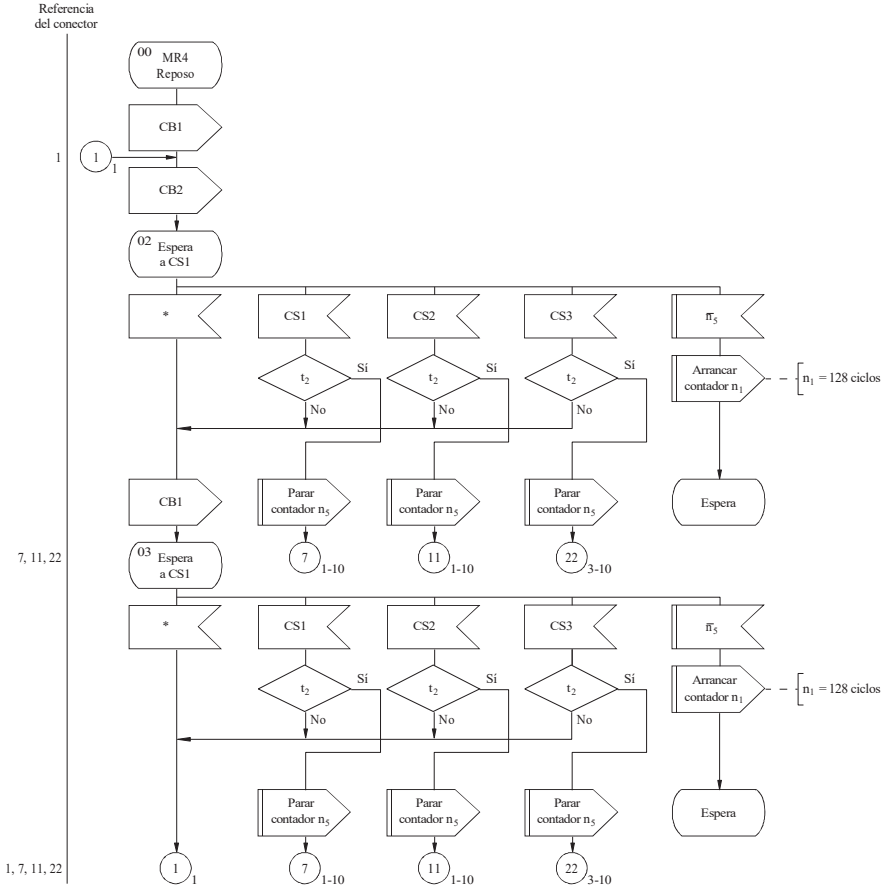 Referencia
del conector
00
MR4
Reposo
CB1
1
1
1
CB2
02
Espera
a CS1
*
CS1
CS2
CS3
n̅5
t2
Sí
t2
Sí
t2
Sí
Arrancar
contador n1
n1 = 128 ciclos
No
No
No
CB1
Parar
contador n5
Parar
contador n5
Parar
contador n5
Espera
7, 11, 22
03
Espera
a CS1
7
1-10
11
1-10
22
3-10
*
CS1
CS2
CS3
n̅5
t2
Sí
t2
Sí
t2
Sí
Arrancar
contador n1
n1 = 128 ciclos
No
No
No
Parar
contador n5
Parar
contador n5
Parar
contador n5
Espera
1, 7, 11, 22
1
1
7
1-10
11
1-10
22
3-10